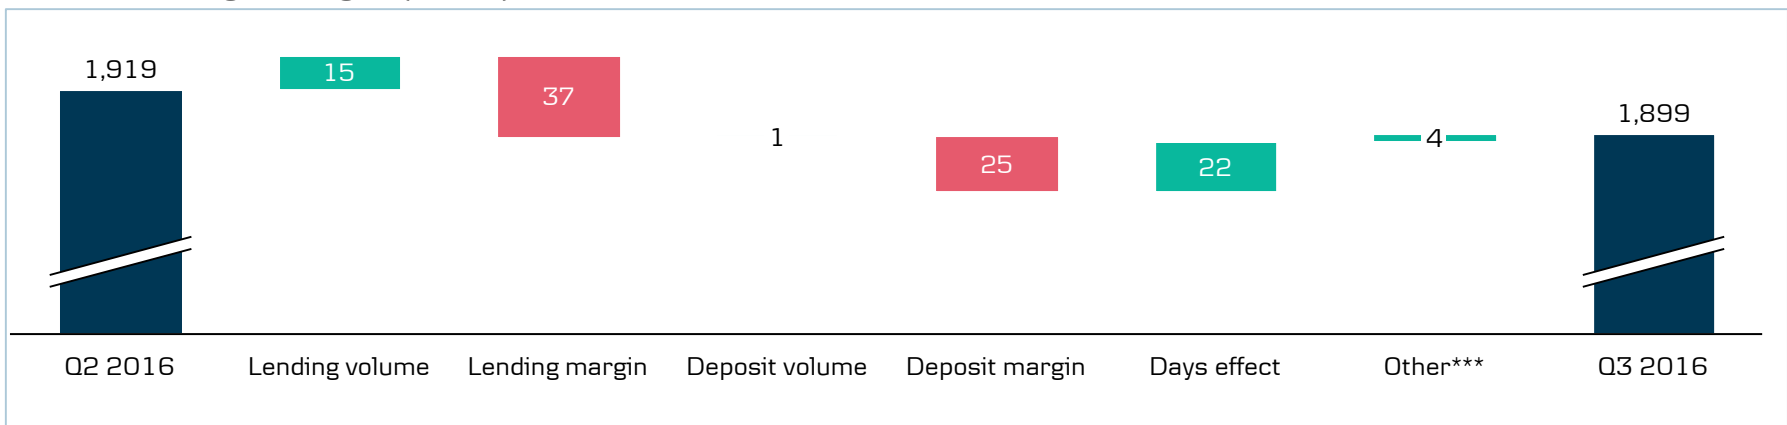 1,919
15
37
1
25
22
4
1,899
Q2 2016
Lending volume
Lending margin
Deposit volume
Deposit margin
Days effect
Other***
Q3 2016